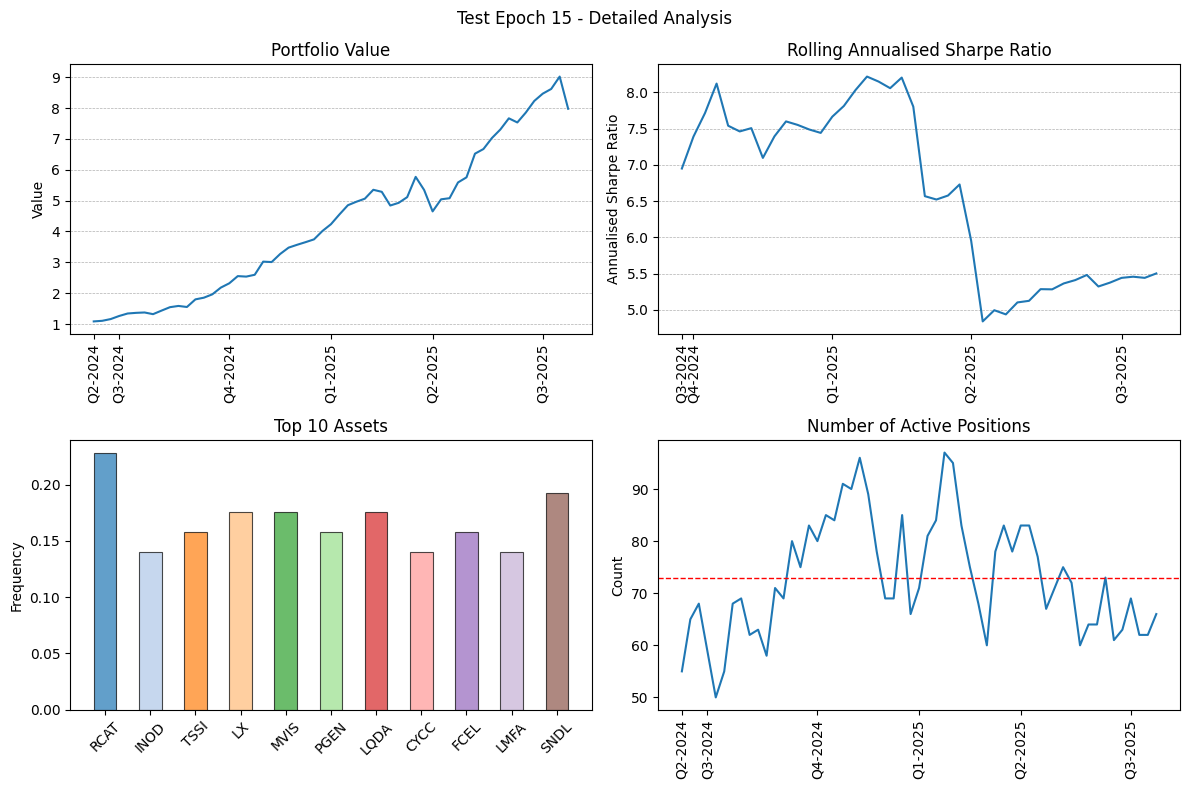 Test Epoch 15 - Detailed Analysis
Portfolio Value
Value
9
8
7
6
5
4
3
2
1
Q2-2024
Q3-2024
Q4-2024
Q1-2025
Q2-2025
Q3-2025
Rolling Annualised Sharpe Ratio
Annualised Sharpe Ratio
8.0
7.5
7.0
6.5
6.0
5.5
5.0
Q3-2024
Q4-2024
Q1-2025
Q2-2025
Q3-2025
Top 10 Assets
Frequency
0.20
0.15
0.10
0.05
0.00
RCAT
INOD
TSSI
LX
MVIS
PGEN
LQDA
CYCC
FCEL
LMFA
SNDL
Number of Active Positions
Count
90
80
70
60
50
Q2-2024
Q3-2024
Q4-2024
Q1-2025
Q2-2025
Q3-2025